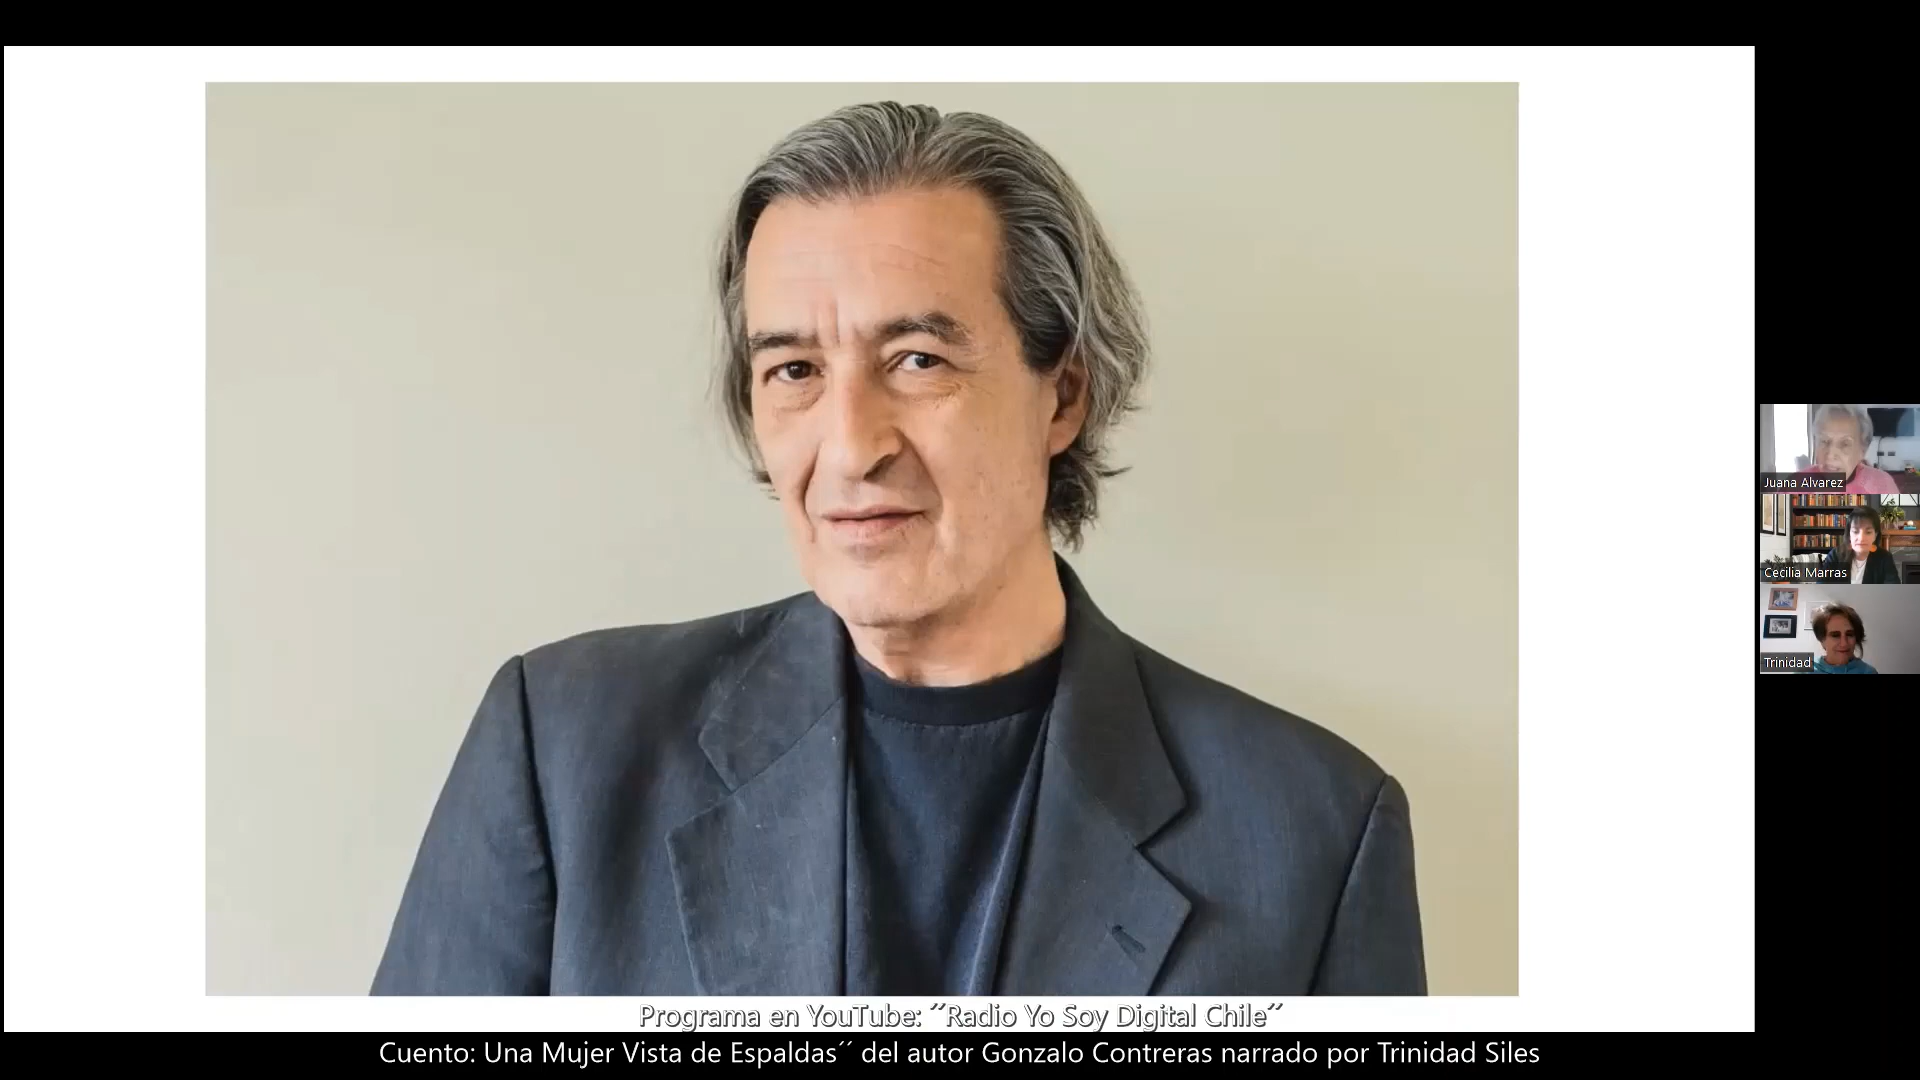 Juana Alvarez
Cecilia Marras
Trinidad
Programa en YouTube: ˝Radio Yo Soy Digital Chile˝
Cuento: Una Mujer Vista de Espaldas´´ del autor Gonzalo Contreras narrado por Trinidad Siles